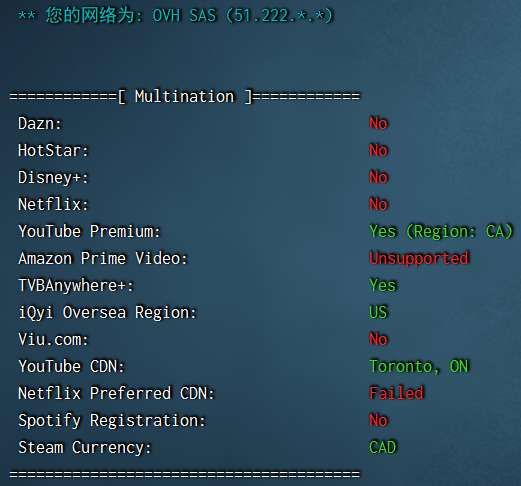 ** 您的网络为: OVH SAS (51.222.*.*)
============[ Multination ]============
Dazn: No
HotStar: No
Disney+: No
Netflix: No
YouTube Premium: Yes (Region: CA)
Amazon Prime Video: Unsupported
TVBAnywhere+: Yes
iQyi Oversea Region: US
Viu.com: No
YouTube CDN: Toronto, ON
Netflix Preferred CDN: Failed
Spotify Registration: No
Steam Currency: CAD
=======================================